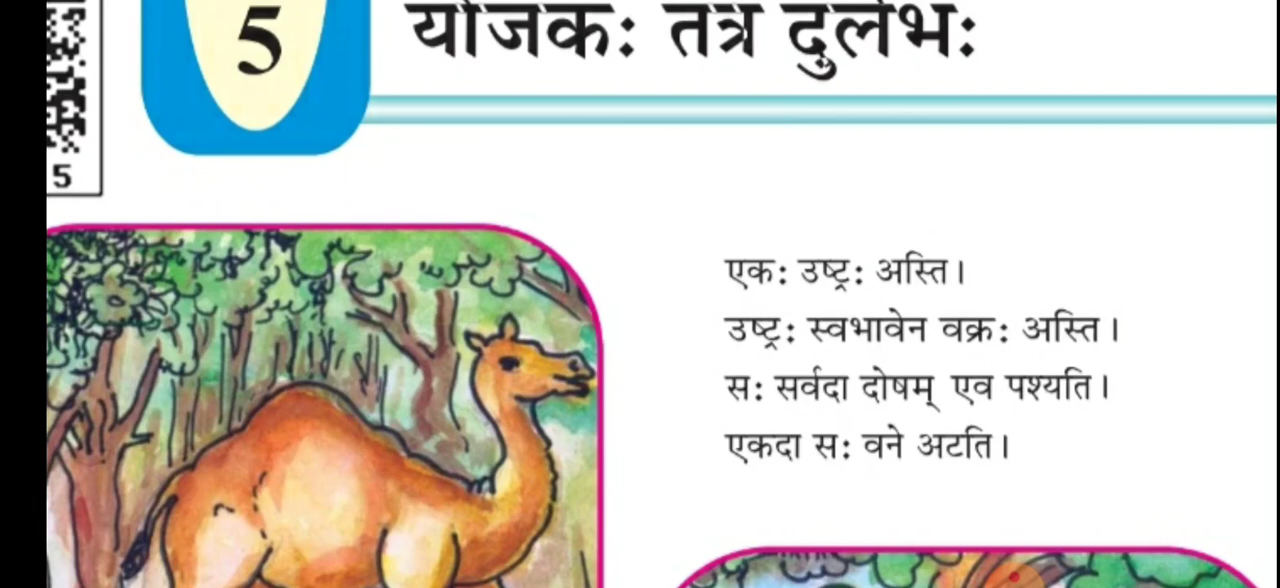 5
योजकः तत्र दुर्लभः
5
एकः उष्ट्रः अस्ति।
उष्ट्रः स्वभावेन वक्रः अस्ति।
सः सर्वदा दोषम् एव पश्यति।
एकदा सः वने अटति।